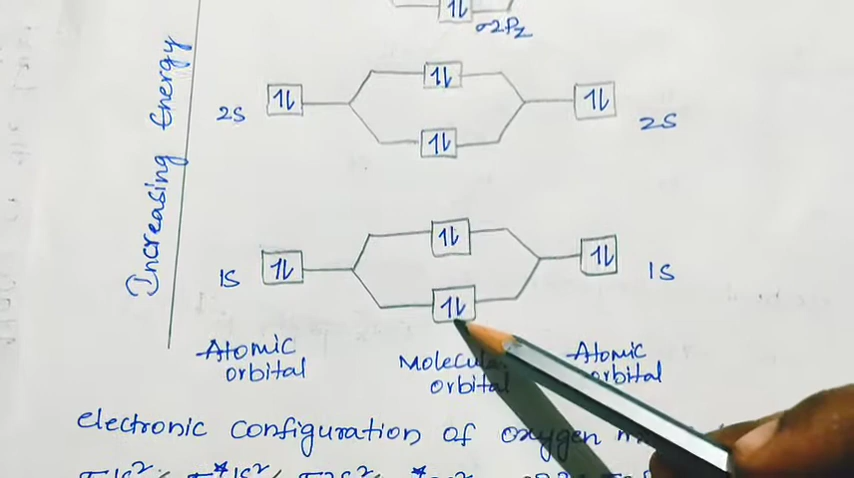 ↿⇂
σ2Pz
↿⇂
2S ↿⇂ ↿⇂ 2S
↿⇂
↿⇂
1S ↿⇂ ↿⇂ 1S
↿⇂
Increasing Energy
Atomic orbital
Molecular orbital
Atomic orbital
electronic configuration of oxygen